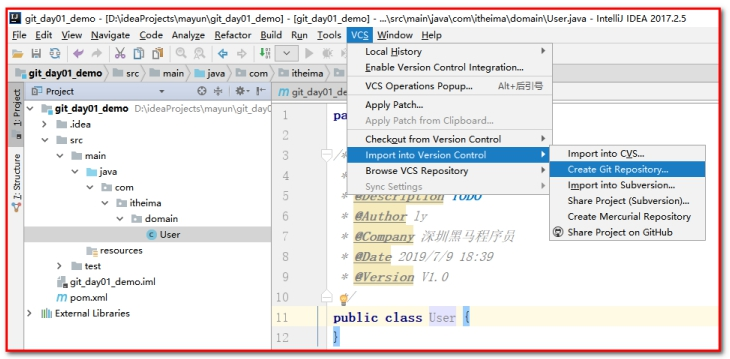 git_day01_demo - [D:\ideaProjects\mayun\git_day01_demo] - [git_day01_demo] - ...\src\main\java\com\itheima\domain\User.java - IntelliJ IDEA 2017.2.5
File Edit View Navigate Code Analyze Refactor Build Run Tools VCS Window Help
git_day01_demo src main java com itheima
Project
git_day01_d
1: Project
Z: Structure
git_day01_demo D:\ideaProjects\mayun\git_day0
.idea
src
main
java
com
itheima
domain
User
resources
test
git_day01_demo.iml
pom.xml
External Libraries
Local History
Enable Version Control Integration...
VCS Operations Popup... Alt+后引号
Apply Patch...
Apply Patch from Clipboard...
Checkout from Version Control
Import into Version Control
Browse VCS Repository
Sync Settings
Import into CVS...
Create Git Repository...
Import into Subversion...
Share Project (Subversion)...
Create Mercurial Repository
Share Project on GitHub
1 pa
2
3 /*
4 *
5 * @Description TODO
6 * @Author ly
7 * @Company 深圳黑马程序员
8 * @Date 2019/7/9 18:39
9 * @Version V1.0
10 */
11 public class User {
12 }